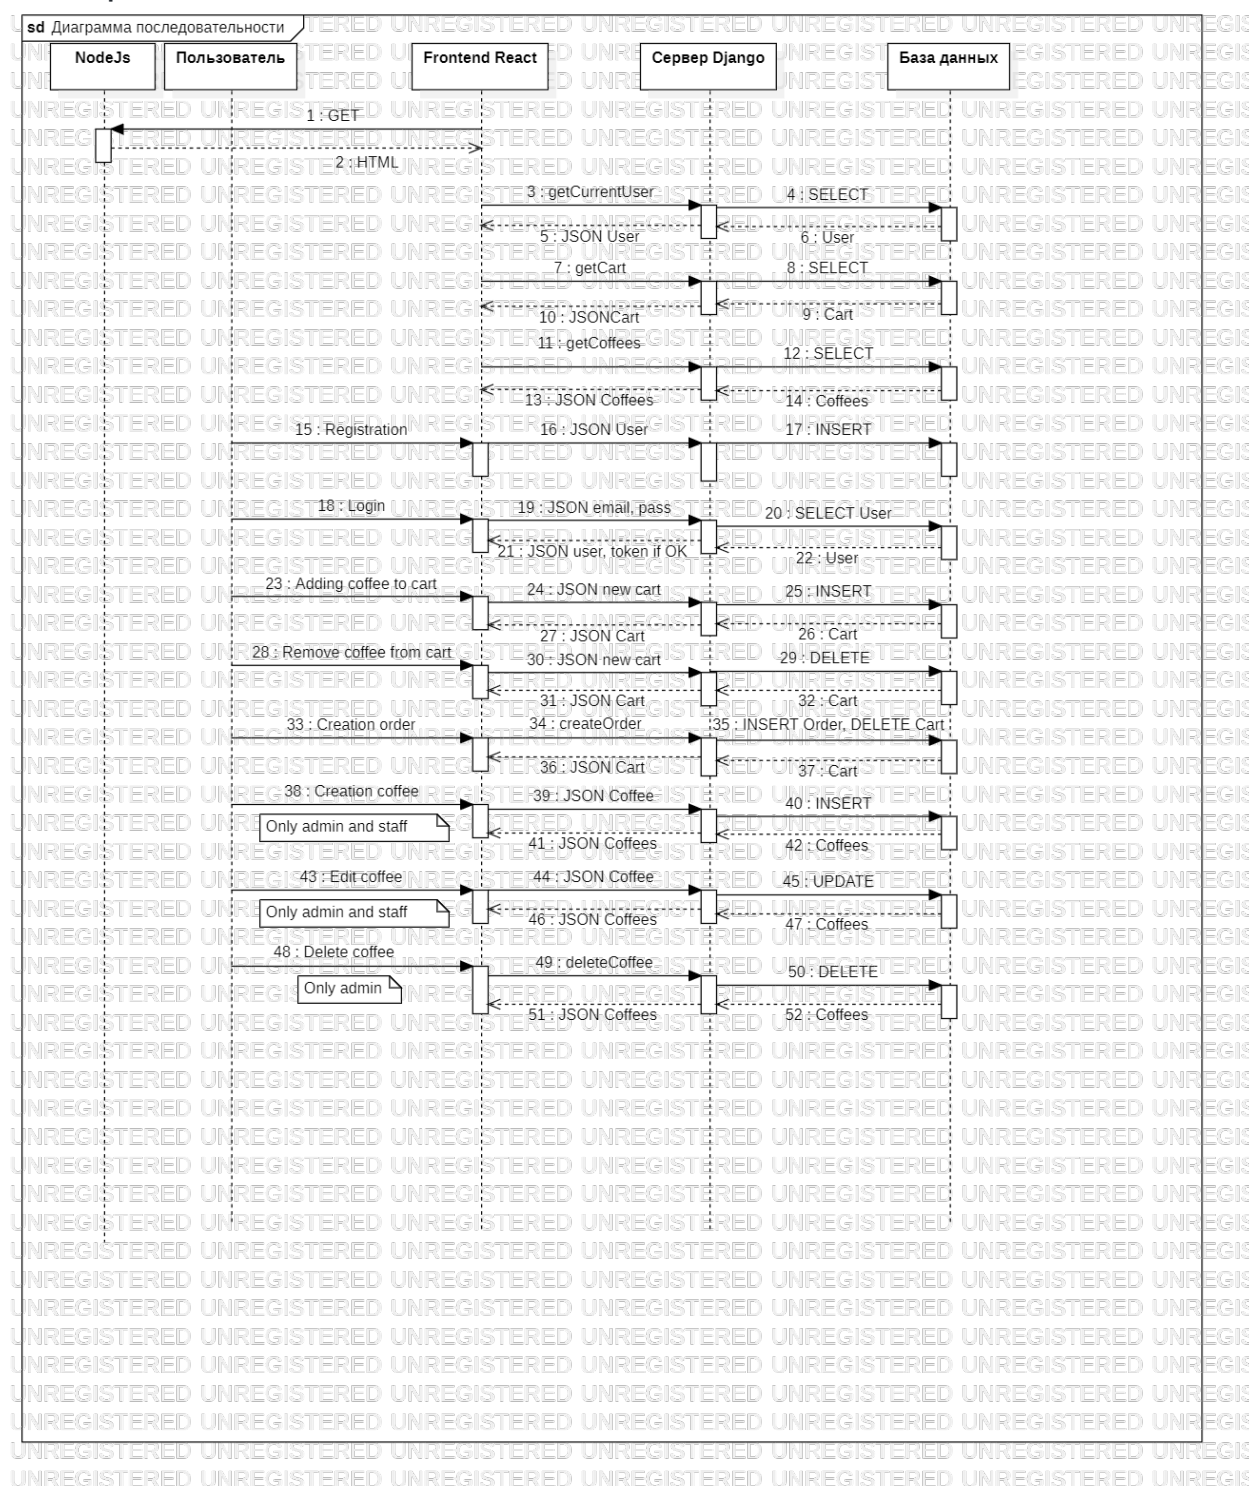 sd Диаграмма последовательности
NodeJs
Пользователь
Frontend React
Сервер Django
База данных
1 : GET
2 : HTML
3 : getCurrentUser
4 : SELECT
5 : JSON User
6 : User
7 : getCart
8 : SELECT
10 : JSONCart
9 : Cart
11 : getCoffees
12 : SELECT
13 : JSON Coffees
14 : Coffees
15 : Registration
16 : JSON User
17 : INSERT
18 : Login
19 : JSON email, pass
20 : SELECT User
21 : JSON user, token if OK
22 : User
23 : Adding coffee to cart
24 : JSON new cart
25 : INSERT
27 : JSON Cart
26 : Cart
28 : Remove coffee from cart
30 : JSON new cart
29 : DELETE
31 : JSON Cart
32 : Cart
33 : Creation order
34 : createOrder
35 : INSERT Order, DELETE Cart
36 : JSON Cart
37 : Cart
38 : Creation coffee
39 : JSON Coffee
40 : INSERT
Only admin and staff
41 : JSON Coffees
42 : Coffees
43 : Edit coffee
44 : JSON Coffee
45 : UPDATE
Only admin and staff
46 : JSON Coffees
47 : Coffees
48 : Delete coffee
49 : deleteCoffee
50 : DELETE
Only admin
51 : JSON Coffees
52 : Coffees
UNREGISTERED